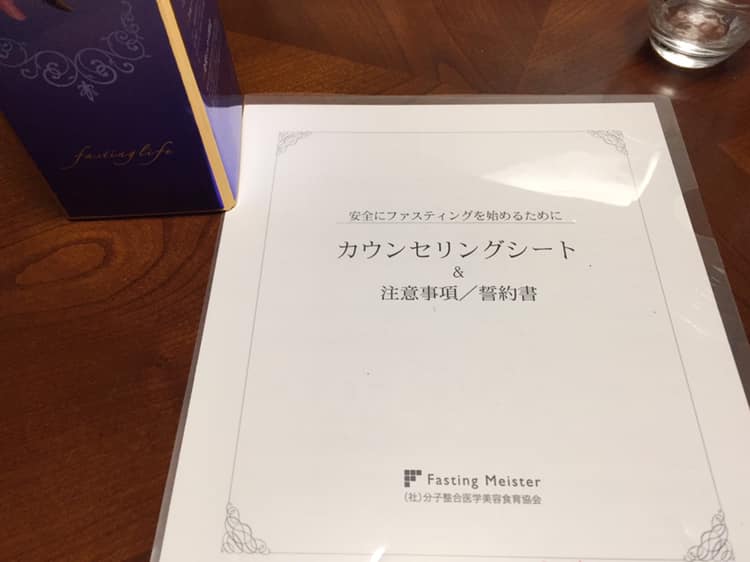 fastinglife
安全にファスティングを始めるために
カウンセリングシート
&
注意事項/誓約書
Fasting Meister
(社)分子整合医学美容食育協会